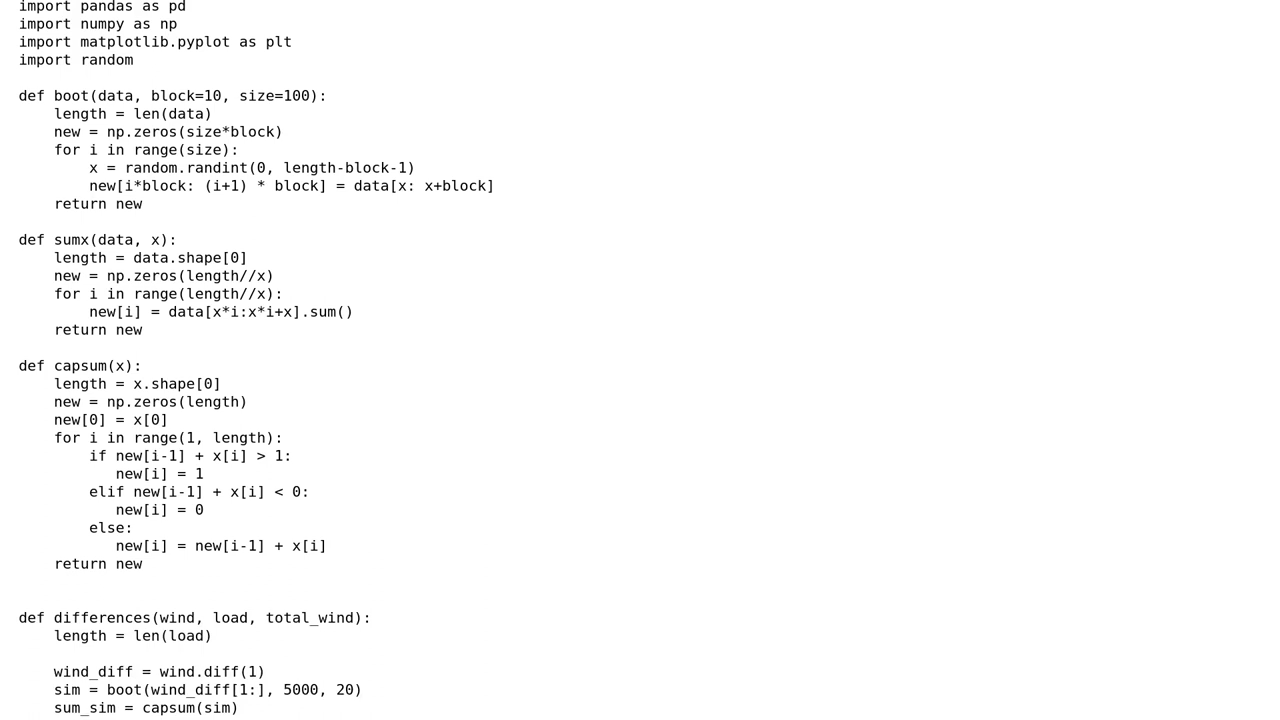 import pandas as pd
import numpy as np
import matplotlib.pyplot as plt
import random

def boot(data, block=10, size=100):
    length = len(data)
    new = np.zeros(size*block)
    for i in range(size):
        x = random.randint(0, length-block-1)
        new[i*block: (i+1) * block] = data[x: x+block]
    return new

def sumx(data, x):
    length = data.shape[0]
    new = np.zeros(length//x)
    for i in range(length//x):
        new[i] = data[x*i:x*i+x].sum()
    return new

def capsum(x):
    length = x.shape[0]
    new = np.zeros(length)
    new[0] = x[0]
    for i in range(1, length):
        if new[i-1] + x[i] > 1:
           new[i] = 1
        elif new[i-1] + x[i] < 0:
           new[i] = 0
        else:
           new[i] = new[i-1] + x[i]
    return new


def differences(wind, load, total_wind):
    length = len(load)

    wind_diff = wind.diff(1)
    sim = boot(wind_diff[1:], 5000, 20)
    sum_sim = capsum(sim)